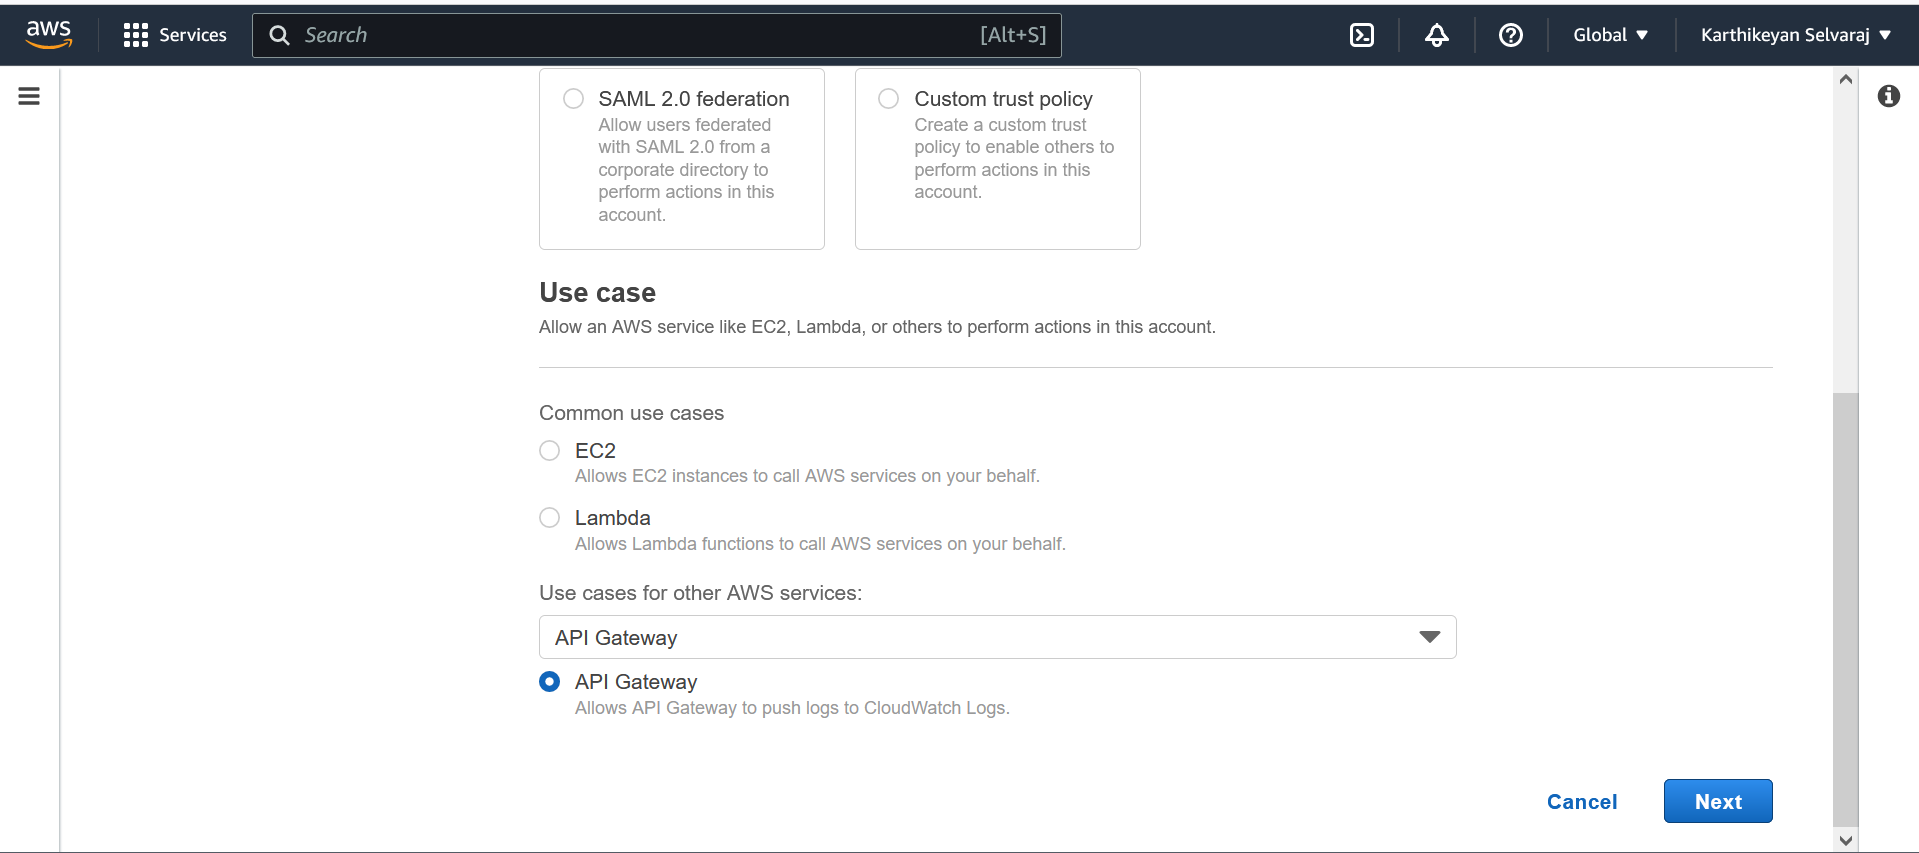 aws
Services
Search
[Alt+S]
Global
Karthikeyan Selvaraj
SAML 2.0 federation
Allow users federated
with SAML 2.0 from a
corporate directory to
perform actions in this
account.
Custom trust policy
Create a custom trust
policy to enable others to
perform actions in this
account.
Use case
Allow an AWS service like EC2, Lambda, or others to perform actions in this account.
Common use cases
EC2
Allows EC2 instances to call AWS services on your behalf.
Lambda
Allows Lambda functions to call AWS services on your behalf.
Use cases for other AWS services:
API Gateway
API Gateway
Allows API Gateway to push logs to CloudWatch Logs.
Cancel
Next